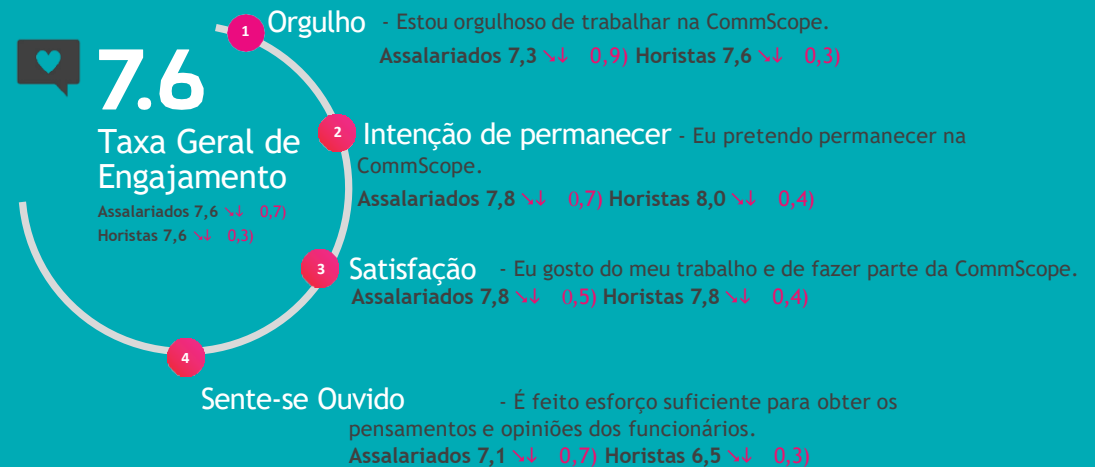 1
Orgulho - Estou orgulhoso de trabalhar na CommScope.
Assalariados 7,3 ↘↓ 0,9) Horistas 7,6 ↘↓ 0,3)
7.6
Taxa Geral de
Engajamento
Assalariados 7,6 ↘↓ 0,7)
Horistas 7,6 ↘↓ 0,3)
2
Intenção de permanecer - Eu pretendo permanecer na
CommScope.
Assalariados 7,8 ↘↓ 0,7) Horistas 8,0 ↘↓ 0,4)
3
Satisfação - Eu gosto do meu trabalho e de fazer parte da CommScope.
Assalariados 7,8 ↘↓ 0,5) Horistas 7,8 ↘↓ 0,4)
4
Sente-se Ouvido - É feito esforço suficiente para obter os
pensamentos e opiniões dos funcionários.
Assalariados 7,1 ↘↓ 0,7) Horistas 6,5 ↘↓ 0,3)